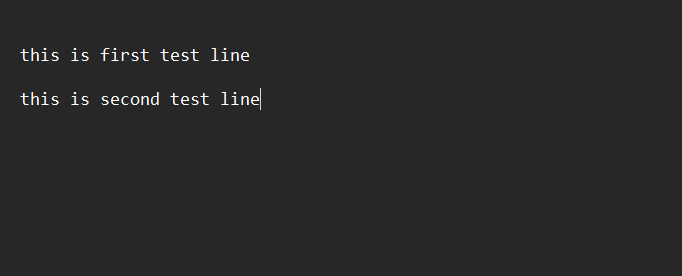 this is first test line
this is second test line